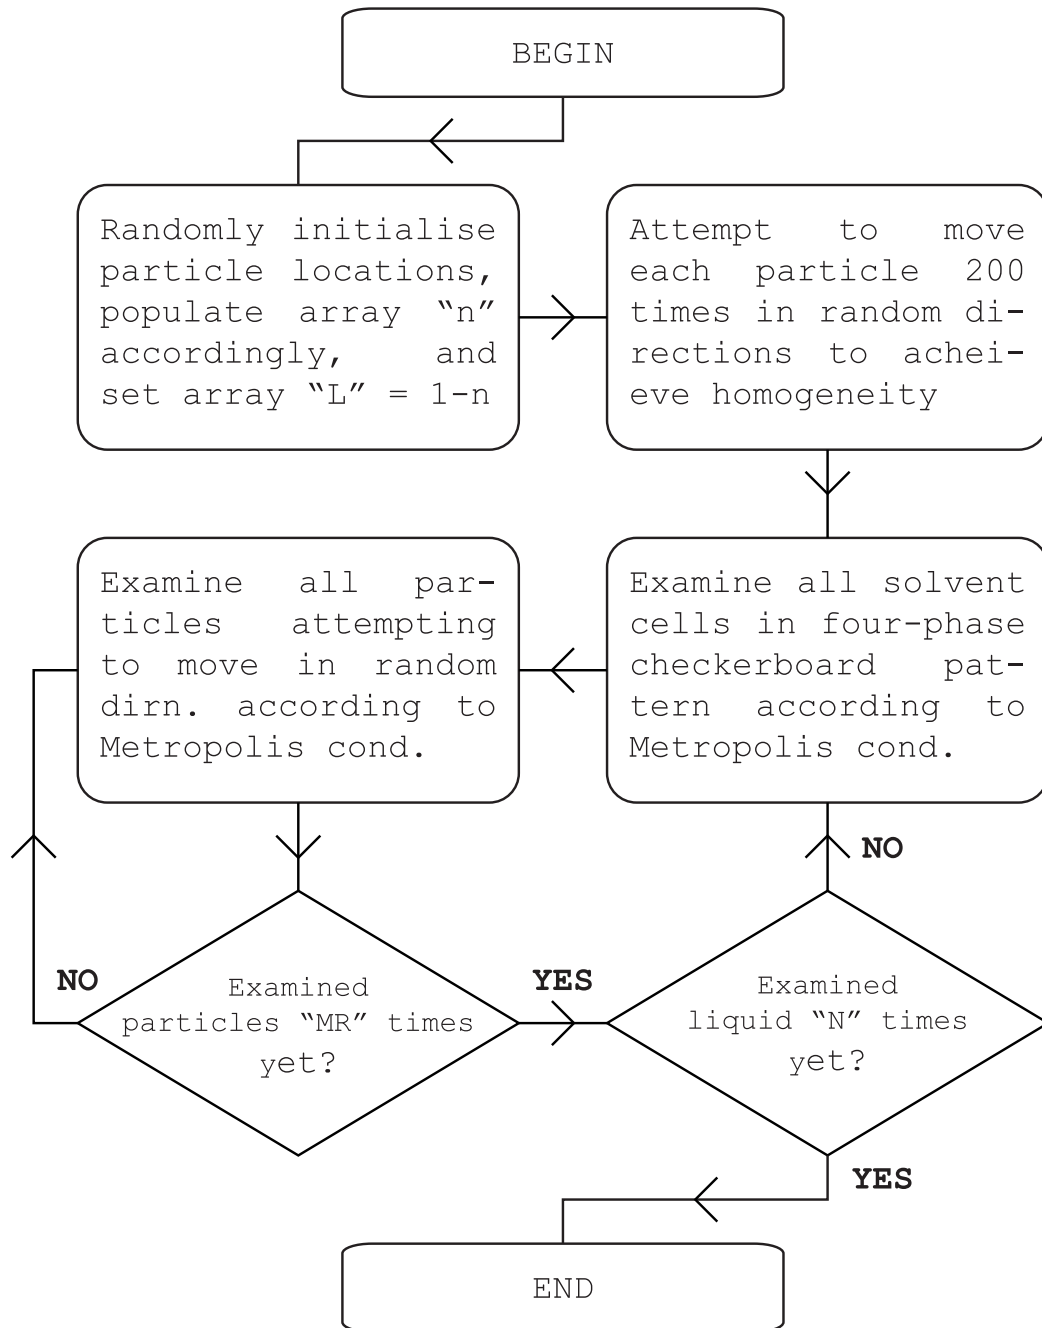 BEGIN
Randomly initialise
particle locations,
populate array “n”
accordingly, and
set array “L” = 1-n
Attempt to move
each particle 200
times in random di-
rections to achei-
eve homogeneity
Examine all par-
ticles attempting
to move in random
dirn. according to
Metropolis cond.
Examine all solvent
cells in four-phase
checkerboard pat-
tern according to
Metropolis cond.
NO
NO
Examined
particles “MR” times
yet?
YES
Examined
liquid “N” times
yet?
YES
END